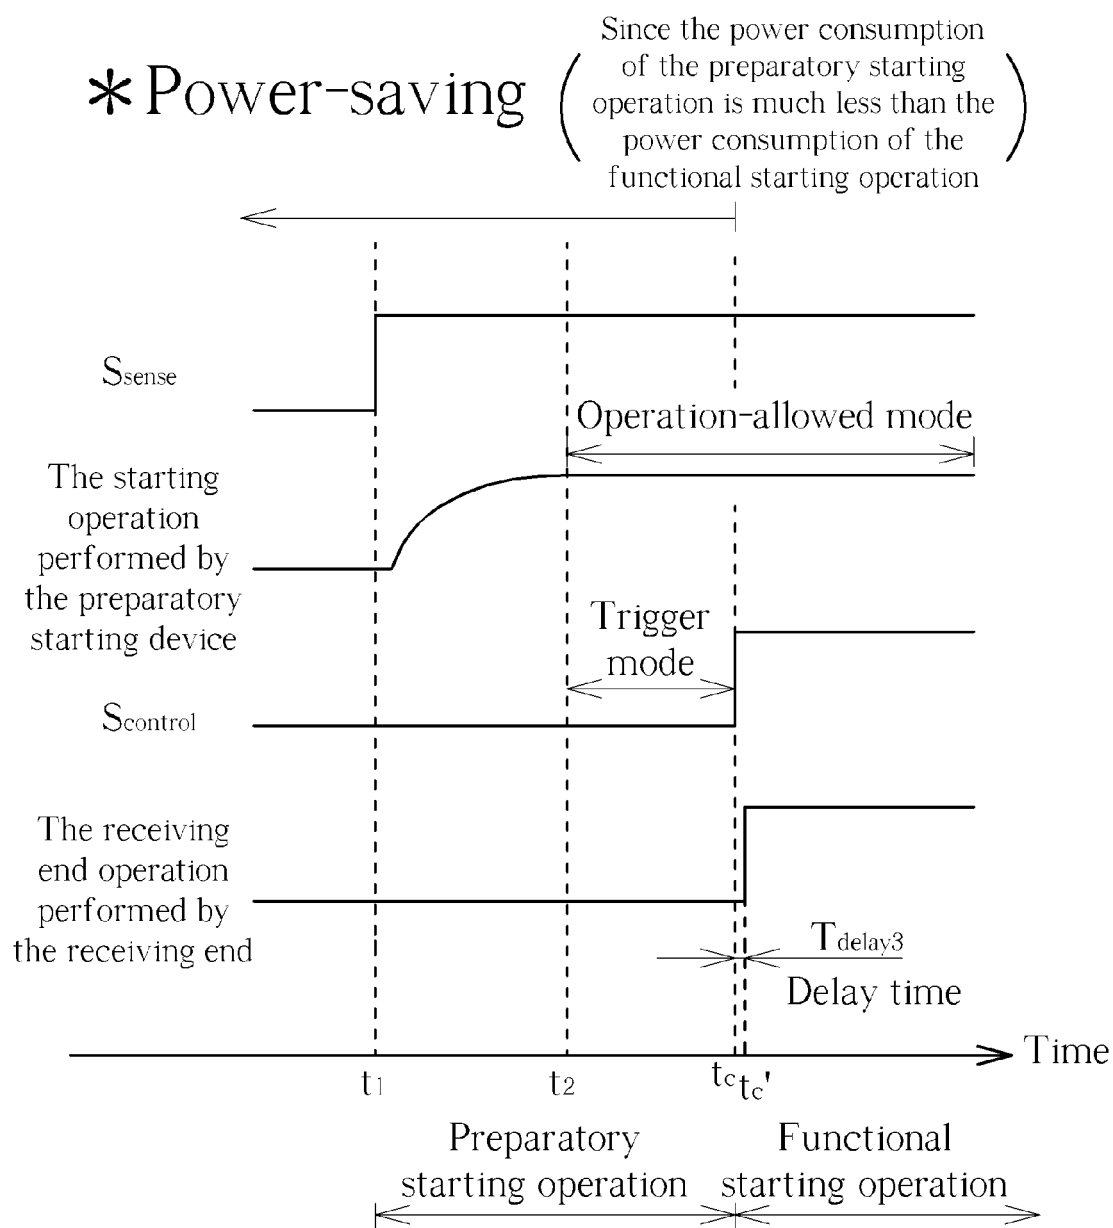 *Power-saving
Since the power consumption
of the preparatory starting
operation is much less than the
power consumption of the
functional starting operation
Ssense
Operation-allowed mode
The starting
operation
performed by
the preparatory
starting device
Trigger
mode
Scontrol
The receiving
end operation
performed by
the receiving end
Tdelay3
Delay time
Time
t1
t2
tc
tc'
Preparatory
starting operation
Functional
starting operation